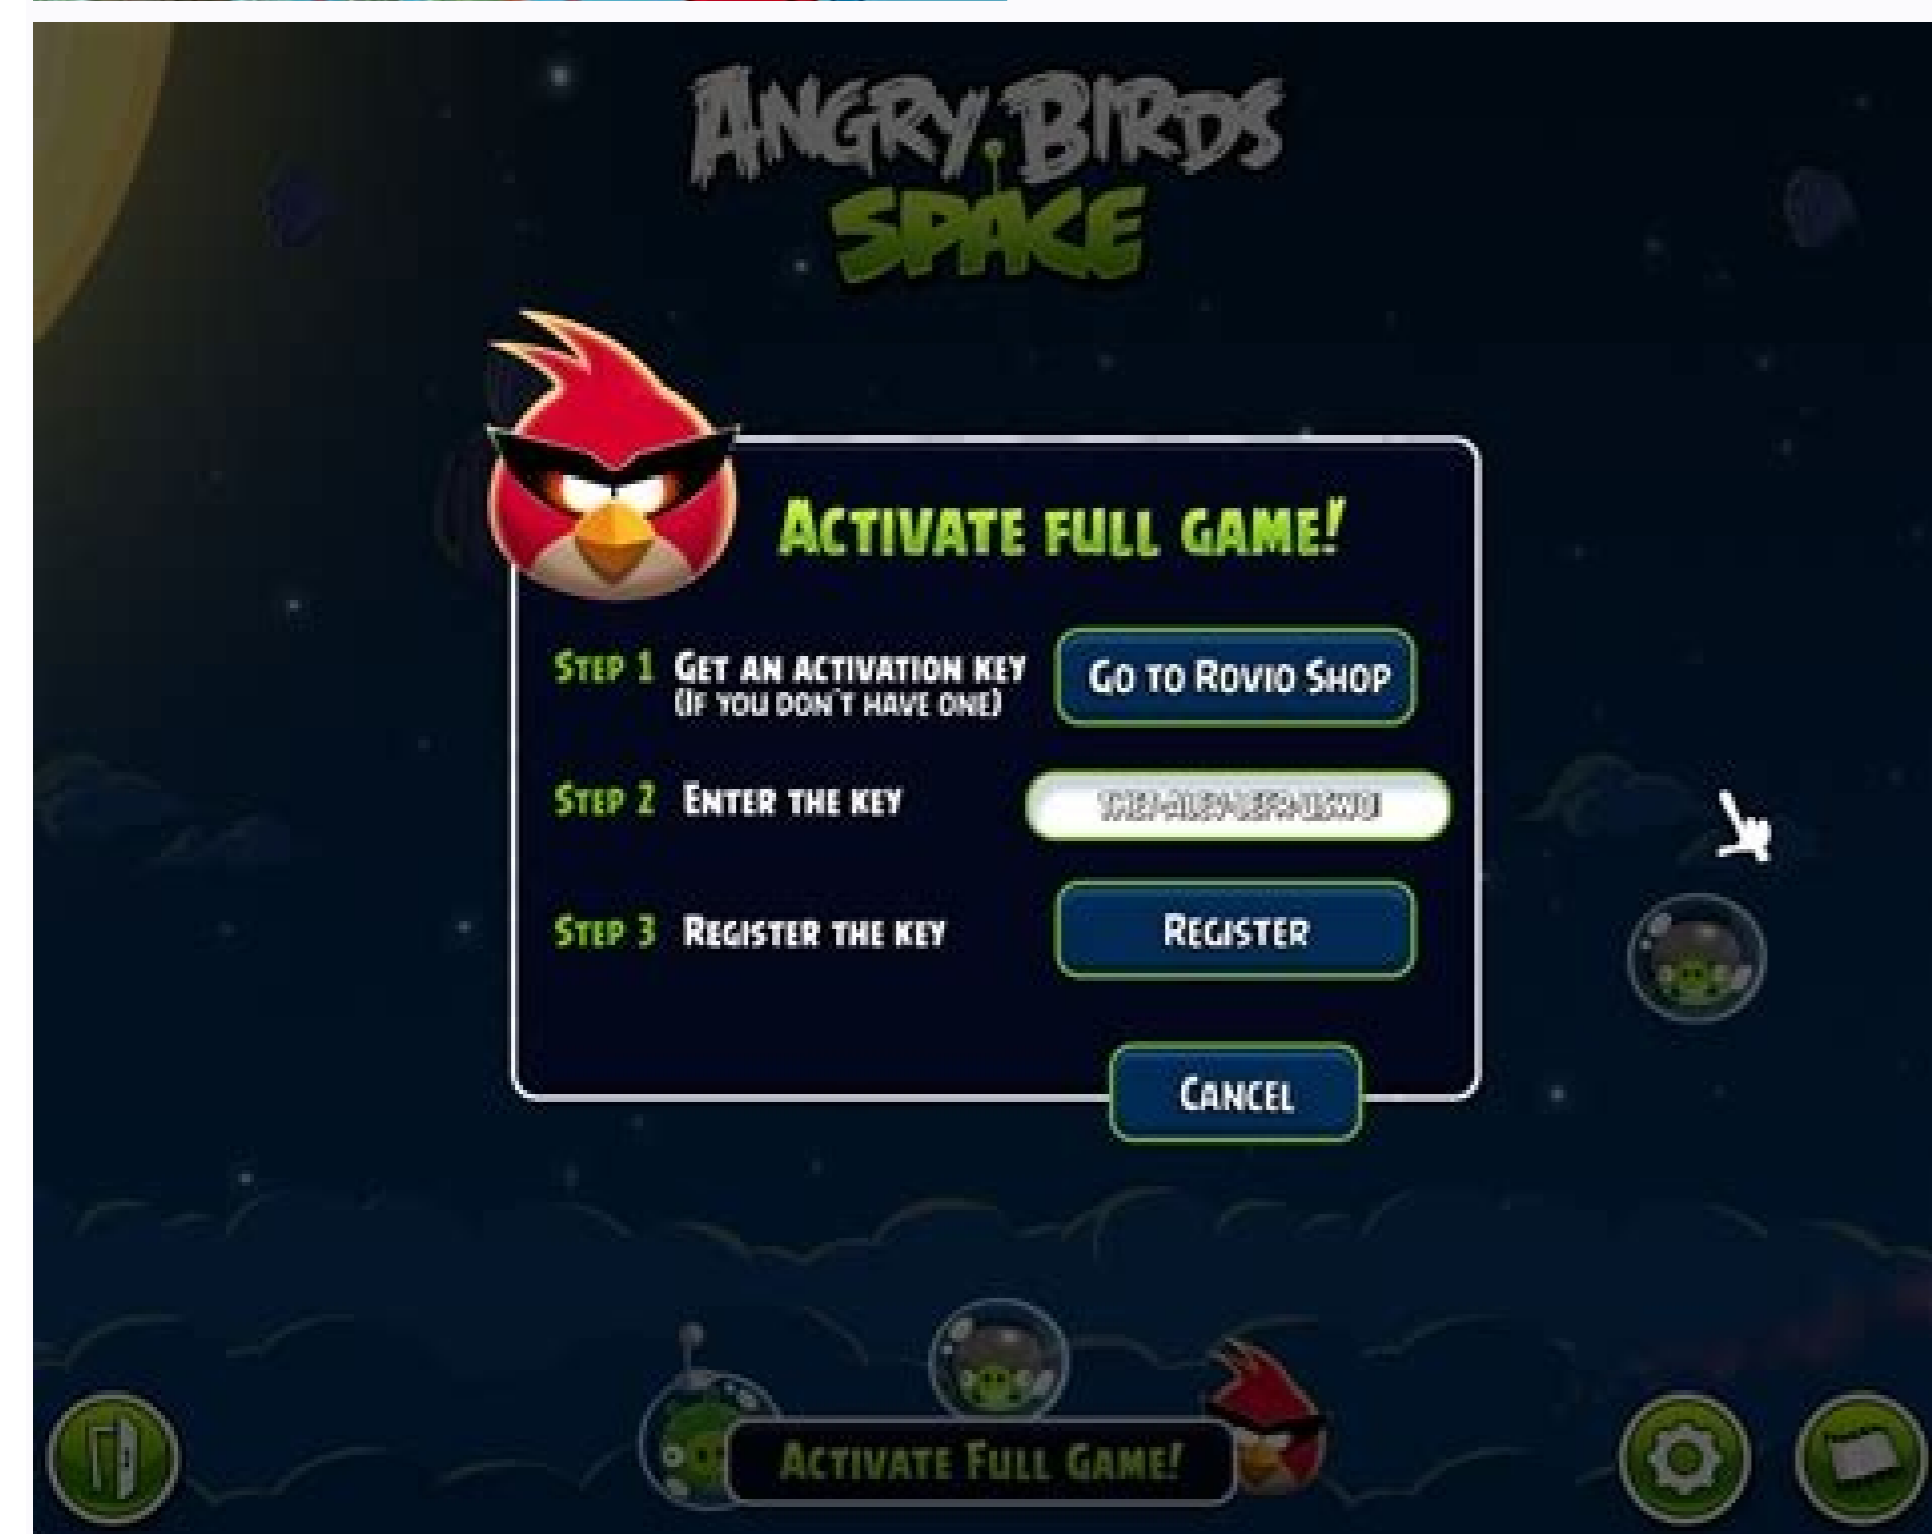 ANGRY BIRDS
SPACE
ACTIVATE FULL GAME!
STEP 1 GET AN ACTIVATION KEY
(IF YOU DON'T HAVE ONE)
GO TO ROVIO SHOP
STEP 2 ENTER THE KEY
STEP 3 REGISTER THE KEY
REGISTER
CANCEL
ACTIVATE FULL GAME!